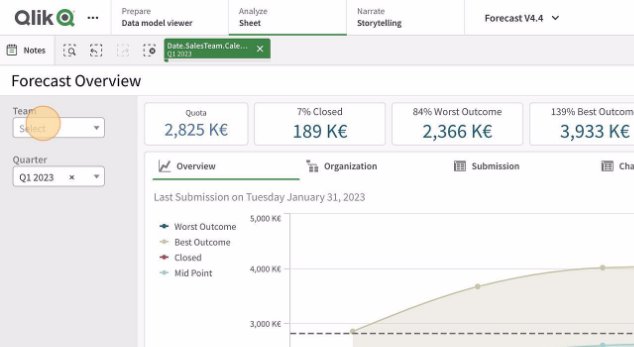 Qlik
Prepare
Data model viewer
Analyze
Sheet
Narrate
Storytelling
Forecast V4.4
Notes
Date.SalesTeam.Cale...
Q1 2023
Forecast Overview
Team
Select
Quarter
Q1 2023
Quota
2,825 K€
7% Closed
189 K€
84% Worst Outcome
2,366 K€
139% Best Outcom
3,933 K€
Overview
Organization
Submission
Cha
Last Submission on Tuesday January 31, 2023
Worst Outcome
Best Outcome
Closed
Mid Point
5,000 K€
4,000 K€
3,000 K€